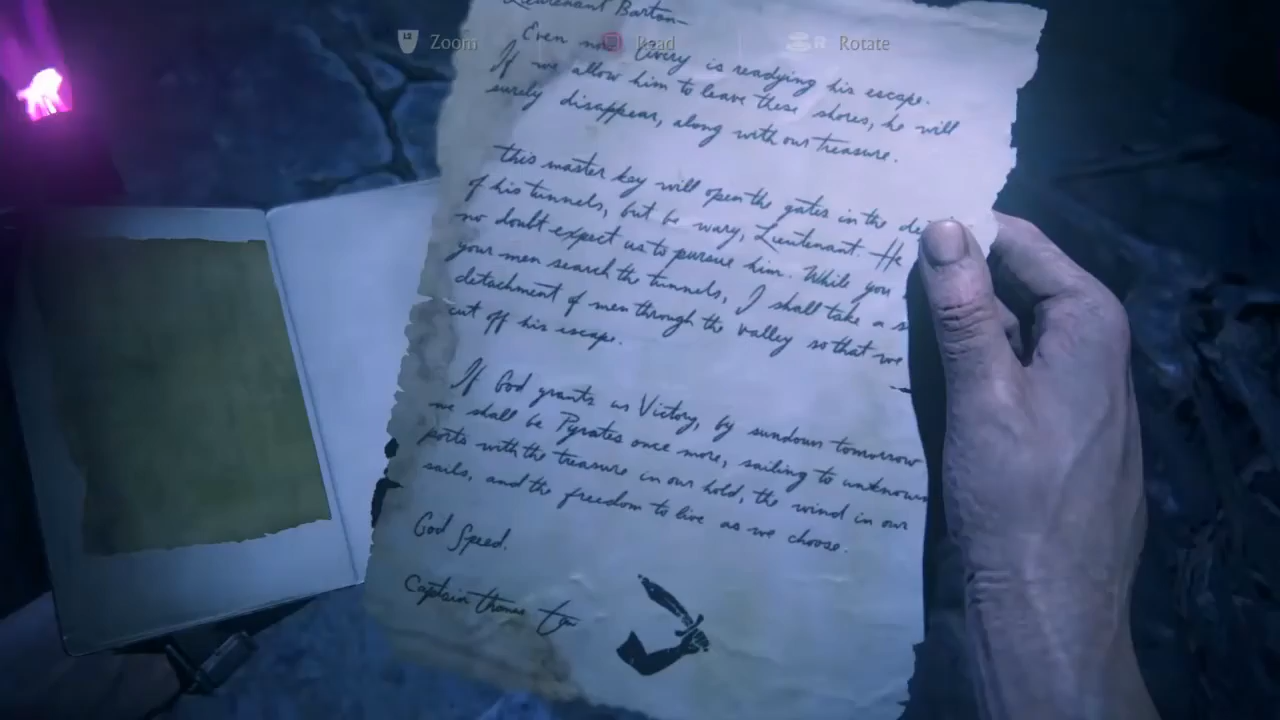 Zoom Read Rotate
Lieutenant Barton—
Even now Avery is readying his escape.
If we allow him to leave these shores, he will
surely disappear, along with our treasure.
this master key will open the gates in the de
of his tunnels, but be wary, Lieutenant. He
no doubt expect us to pursue him. While you
your men search the tunnels, I shall take a s
detachment of men through the valley so that we
cut off his escape.
If God grants us Victory, by sundown tomorrow
we shall be Pyrates once more, sailing to unknown
ports with the treasure in our hold, the wind in our
sails, and the freedom to live as we choose.
God Speed.
Captain Thomas Tew